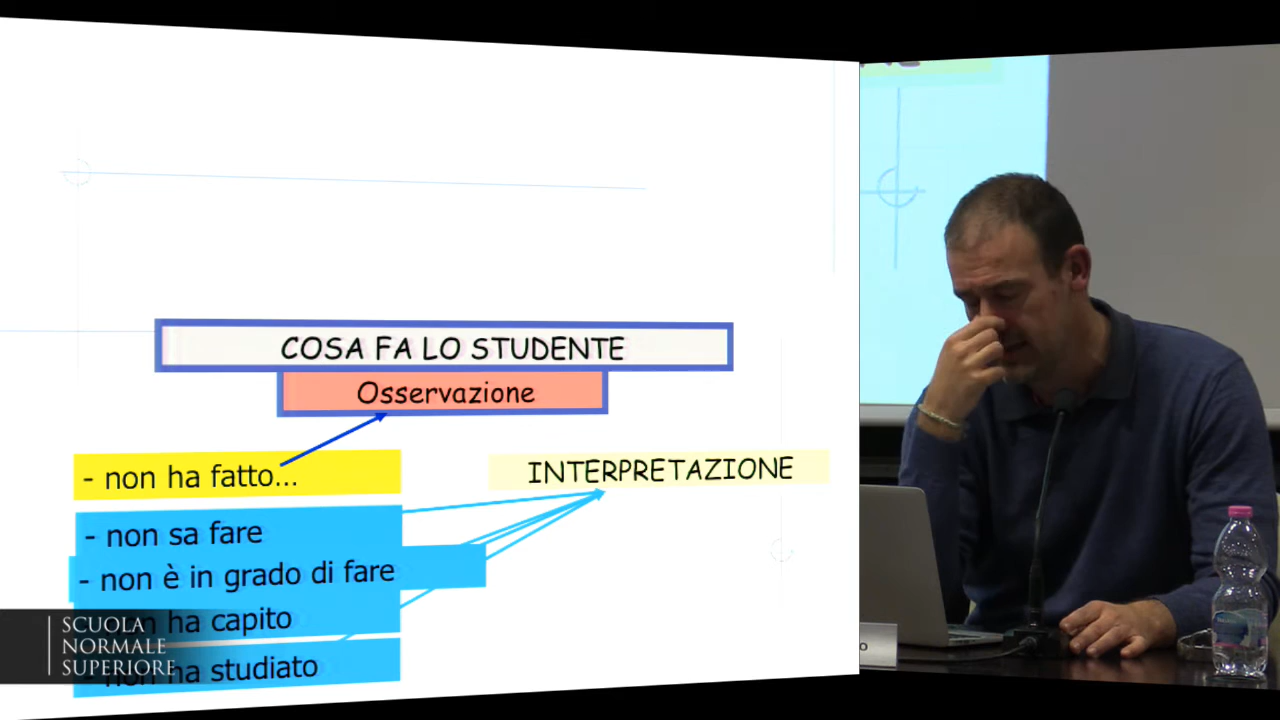 COSA FA LO STUDENTE
Osservazione
- non ha fatto...
INTERPRETAZIONE
- non sa fare
- non è in grado di fare
ha capito
- non ha studiato
SCUOLA
NORMALE
SUPERIORE